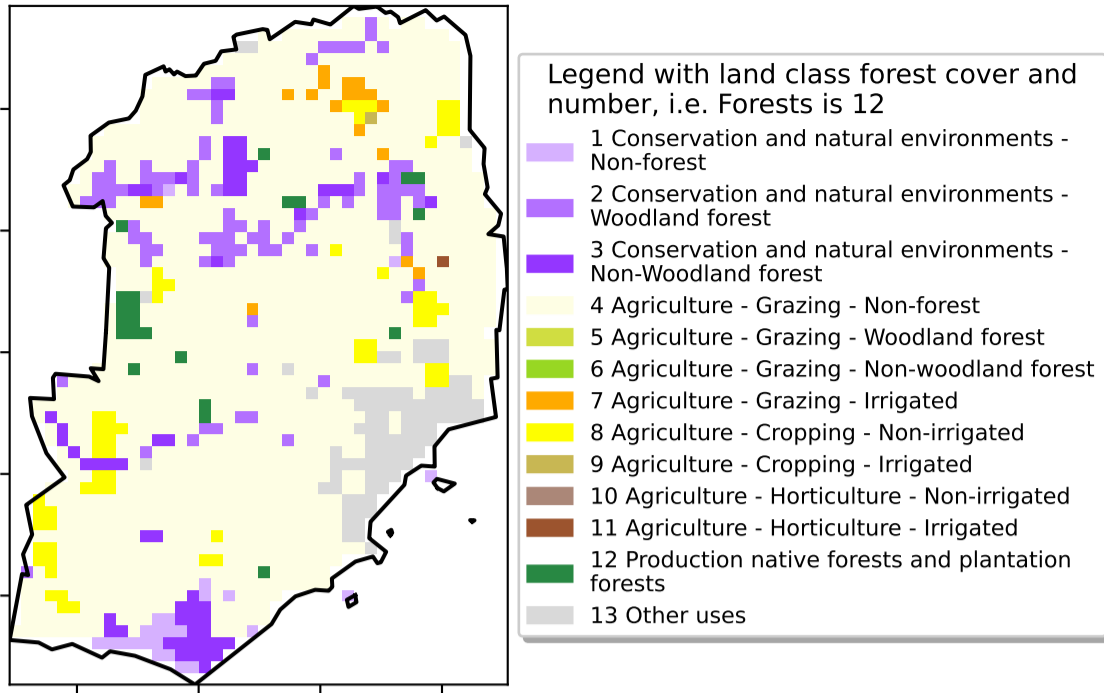 Legend with land class forest cover and
number, i.e. Forests is 12
1 Conservation and natural environments -
Non-forest
2 Conservation and natural environments -
Woodland forest
3 Conservation and natural environments -
Non-Woodland forest
4 Agriculture - Grazing - Non-forest
5 Agriculture - Grazing - Woodland forest
6 Agriculture - Grazing - Non-woodland forest
7 Agriculture - Grazing - Irrigated
8 Agriculture - Cropping - Non-irrigated
9 Agriculture - Cropping - Irrigated
10 Agriculture - Horticulture - Non-irrigated
11 Agriculture - Horticulture - Irrigated
12 Production native forests and plantation
forests
13 Other uses